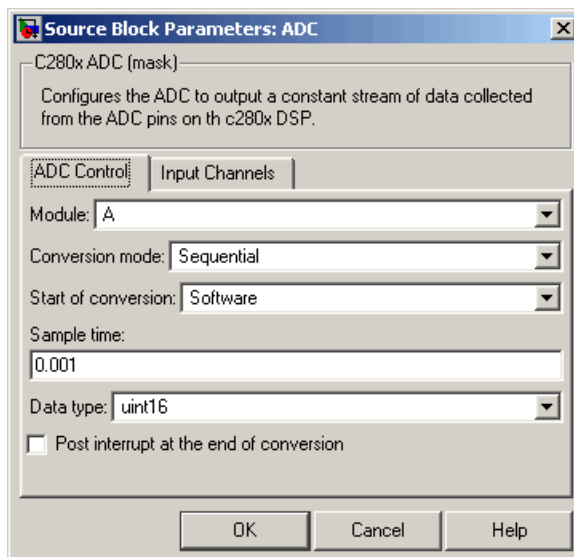 Source Block Parameters: ADC
C280x ADC (mask)
Configures the ADC to output a constant stream of data collected
from the ADC pins on th c280x DSP.
ADC Control Input Channels
Module: A
Conversion mode: Sequential
Start of conversion: Software
Sample time:
0.001
Data type: uint16
Post interrupt at the end of conversion
OK Cancel Help